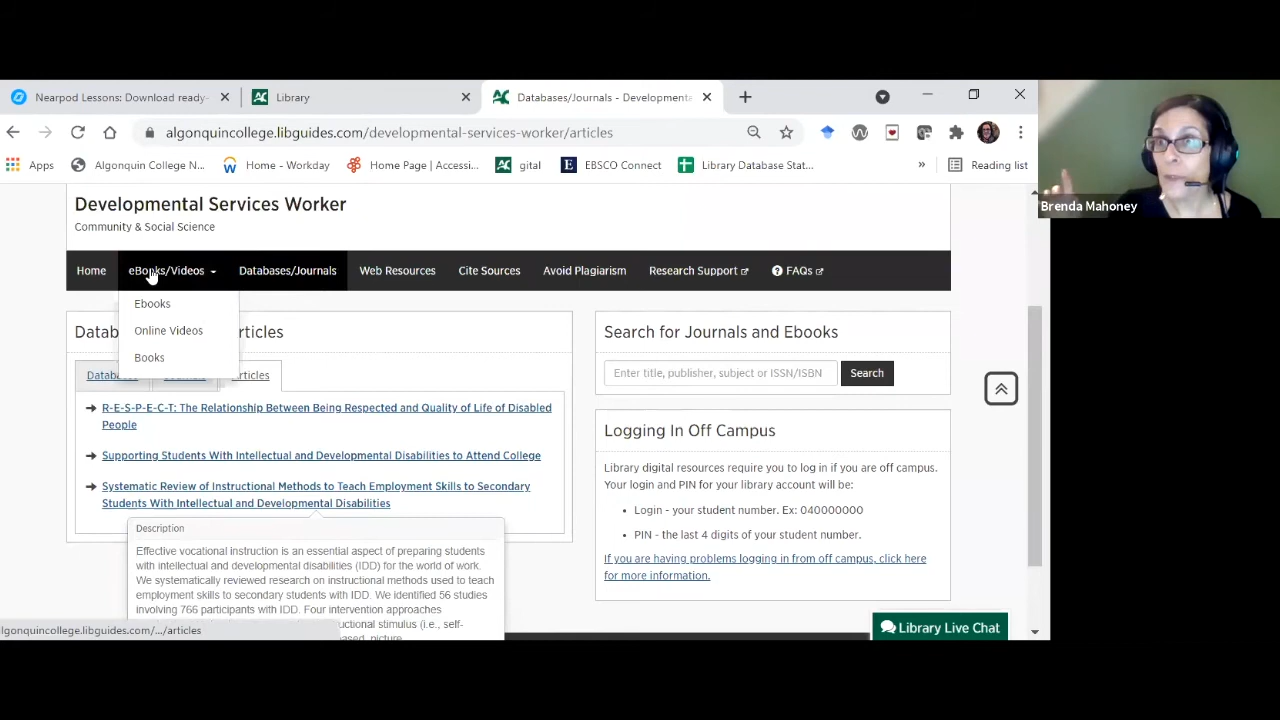 Nearpod Lessons: Download ready-
Library
Databases/Journals - Developmenta
algonquincollege.libguides.com/developmental-services-worker/articles
Apps
Algonquin College N...
Home - Workday
Home Page | Accessi...
gital
EBSCO Connect
Library Database Stat...
»
Reading list
Brenda Mahoney
Developmental Services Worker
Community & Social Science
Home
eBooks/Videos
Databases/Journals
Web Resources
Cite Sources
Avoid Plagiarism
Research Support
FAQs
Ebooks
Online Videos
Books
Articles
R-E-S-P-E-C-T: The Relationship Between Being Respected and Quality of Life of Disabled
People
Supporting Students With Intellectual and Developmental Disabilities to Attend College
Systematic Review of Instructional Methods to Teach Employment Skills to Secondary
Students With Intellectual and Developmental Disabilities
Description
Effective vocational instruction is an essential aspect of preparing students
with intellectual and developmental disabilities (IDD) for the world of work.
We systematically reviewed research on instructional methods used to teach
employment skills to secondary students with IDD. We identified 56 studies
involving 766 participants with IDD. Four intervention approaches
ructional stimulus (i.e., self-
algonquincollege.libguides.com/.../articles
Search for Journals and Ebooks
Enter title, publisher, subject or ISSN/ISBN
Search
Logging In Off Campus
Library digital resources require you to log in if you are off campus.
Your login and PIN for your library account will be:
• Login - your student number. Ex: 040000000
• PIN - the last 4 digits of your student number.
If you are having problems logging in from off campus, click here
for more information.
Library Live Chat